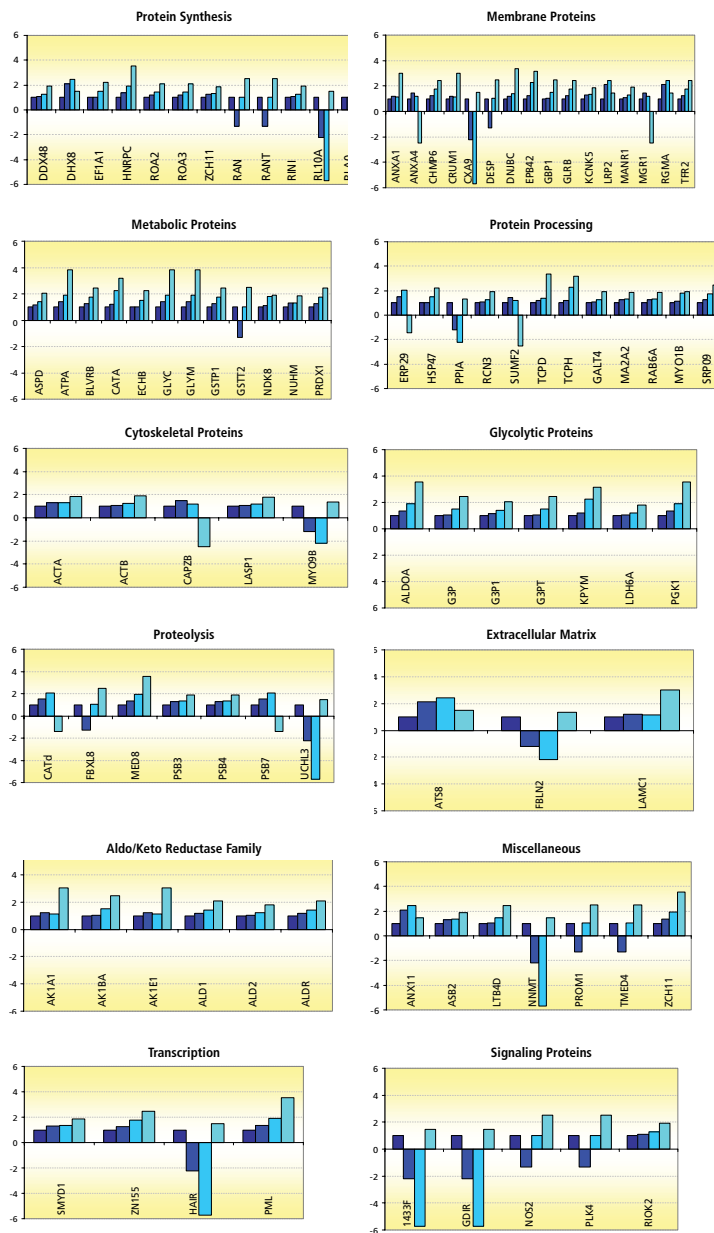 Protein Synthesis
6
4
2
0
-2
-4
-6
DDX48
DHX8
EF1A1
HNRPC
ROA2
ROA3
ZCH11
RAN
RANT
RINI
RL10A
Membrane Proteins
6
4
2
0
-2
-4
-6
ANXA1
ANXA4
CHMP6
CRUM1
CXA9
DESP
DNJBC
EPB42
GBP1
GLRB
KCNK5
LRP2
MANR1
MGR1
RGMA
TFR2
Metabolic Proteins
6
4
2
0
-2
-4
-6
ASPD
ATPA
BLVRB
CATA
ECHB
GLYC
GLYM
GSTP1
GSTT2
NDK8
NUHM
PRDX1
Protein Processing
6
4
2
0
-2
-4
-6
ERP29
HSP47
PPIA
RCN3
SUMF2
TCPD
TCPH
GALT4
MA2A2
RAB6A
MYO1B
SRP09
Cytoskeletal Proteins
6
4
2
0
-2
-4
-6
ACTA
ACTB
CAPZB
LASP1
MYO9B
Glycolytic Proteins
6
4
2
0
2
4
6
ALDOA
G3P
G3P1
G3PT
KPYM
LDH6A
PGK1
Proteolysis
6
4
2
0
-2
-4
-6
CATd
FBXL8
MED8
PSB3
PSB4
PSB7
UCHL3
Extracellular Matrix
ATS8
FBLN2
LAMC1
Aldo/Keto Reductase Family
4
2
0
-2
-4
-6
AK1A1
AK1BA
AK1E1
ALD1
ALD2
ALDR
Miscellaneous
6
4
2
0
-2
-4
-6
ANX11
ASB2
LTB4D
NNMT
PROM1
TMED4
ZCH11
Transcription
6
4
2
0
-2
-4
-6
SMYD1
ZN155
HAIR
PML
Signaling Proteins
6
4
2
0
-2
-4
-6
1433F
GDIR
NOS2
PLK4
RIOK2